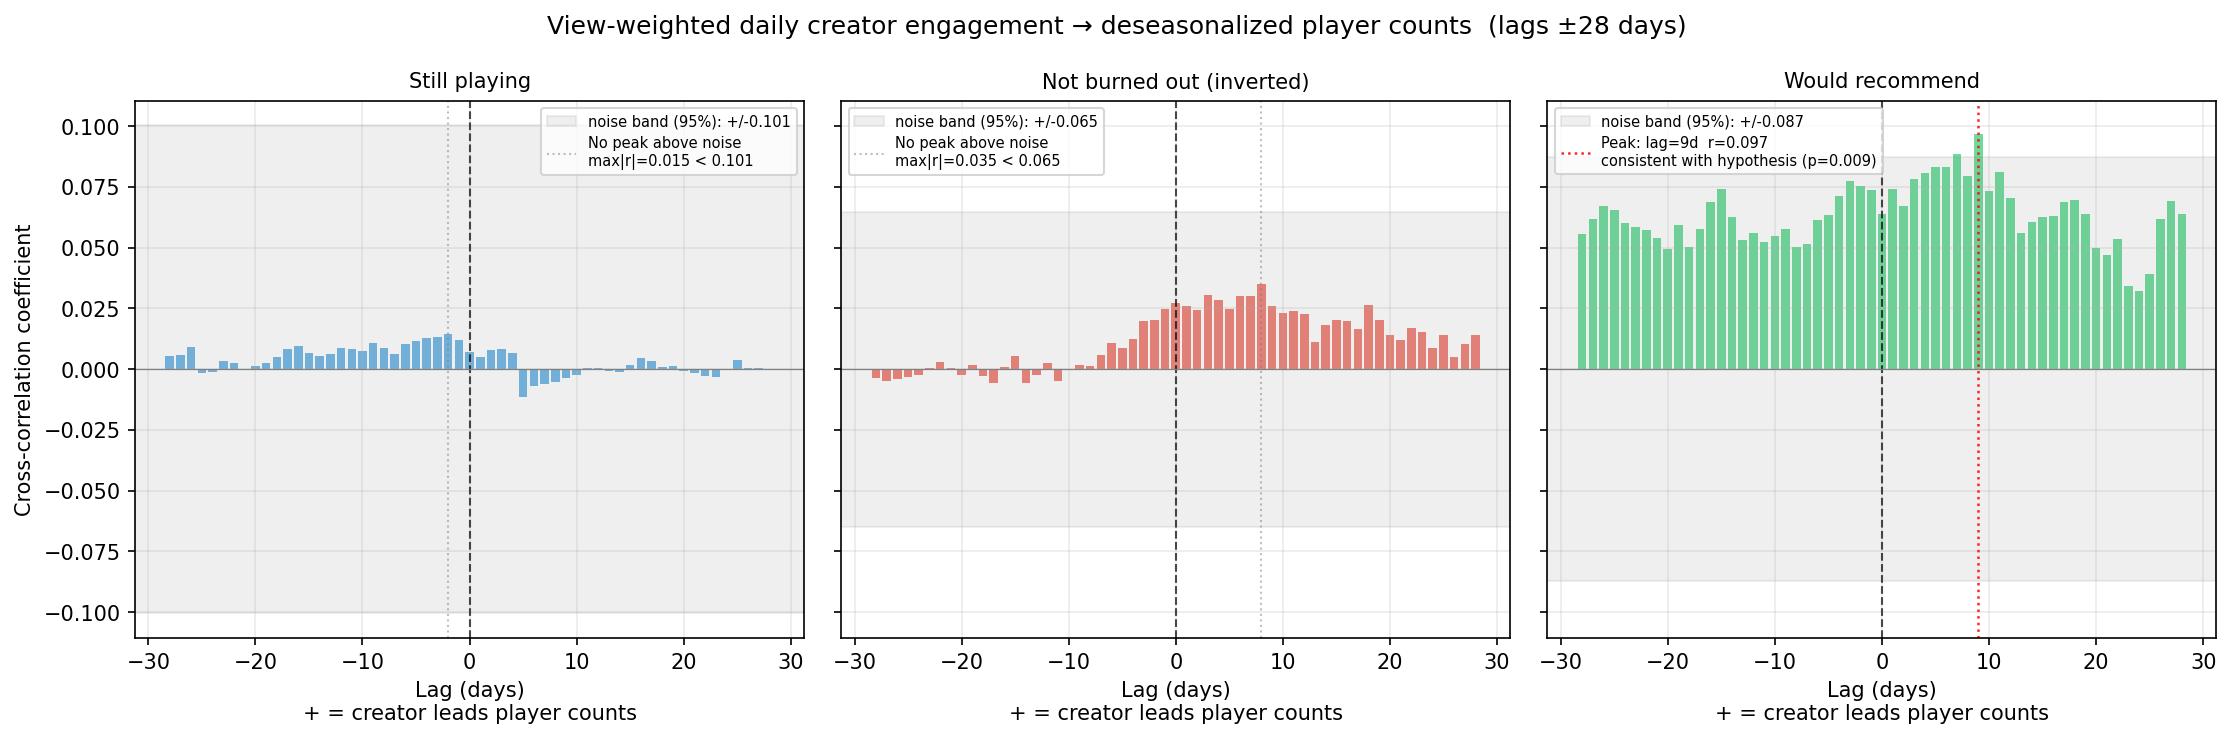 View-weighted daily creator engagement → deseasonalized player counts  (lags ±28 days)
Still playing
Not burned out (inverted)
Would recommend
noise band (95%): +/-0.101
No peak above noise
max|r|=0.015 < 0.101
noise band (95%): +/-0.065
No peak above noise
max|r|=0.035 < 0.065
noise band (95%): +/-0.087
Peak: lag=9d  r=0.097
consistent with hypothesis (p=0.009)
Cross-correlation coefficient
0.100
0.075
0.050
0.025
0.000
−0.025
−0.050
−0.075
−0.100
−30 −20 −10 0 10 20 30
−30 −20 −10 0 10 20 30
−30 −20 −10 0 10 20 30
Lag (days)
+ = creator leads player counts
Lag (days)
+ = creator leads player counts
Lag (days)
+ = creator leads player counts